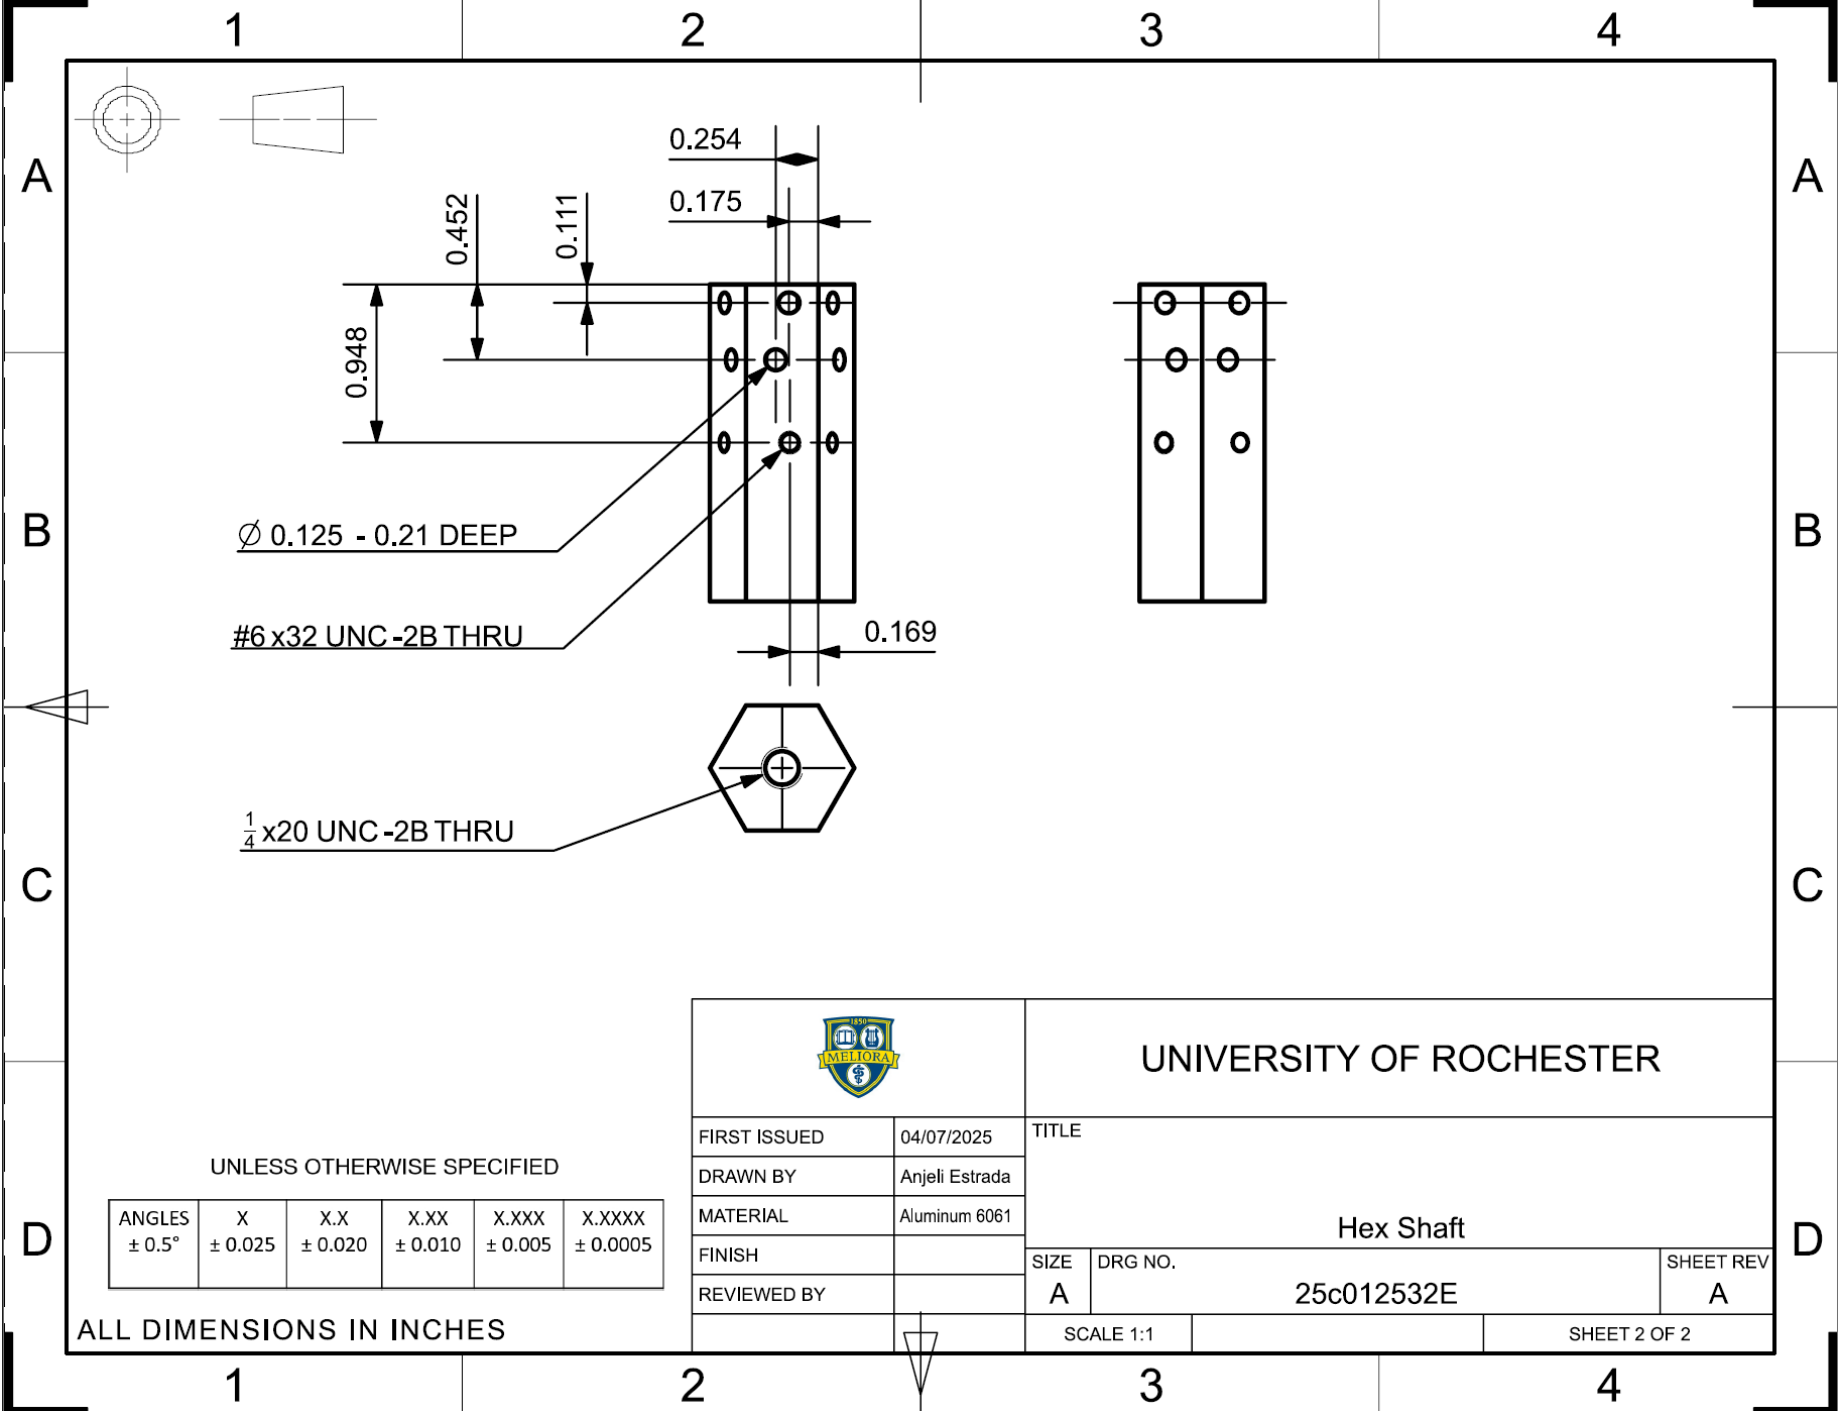 1 2 3 4
A A
0.254
0.175
0.452
0.111
0.948
B B
∅ 0.125 - 0.21 DEEP
#6 x32 UNC -2B THRU
0.169
1/4 x20 UNC -2B THRU
C C
1850
MELIORA
UNIVERSITY OF ROCHESTER
FIRST ISSUED 04/07/2025
TITLE
DRAWN BY Anjeli Estrada
MATERIAL Aluminum 6061
Hex Shaft
FINISH
REVIEWED BY
SIZE DRG NO. SHEET REV
A 25c012532E A
SCALE 1:1 SHEET 2 OF 2
UNLESS OTHERWISE SPECIFIED
ANGLES X X.X X.XX X.XXX X.XXXX
± 0.5° ± 0.025 ± 0.020 ± 0.010 ± 0.005 ± 0.0005
D D
ALL DIMENSIONS IN INCHES
1 2 3 4